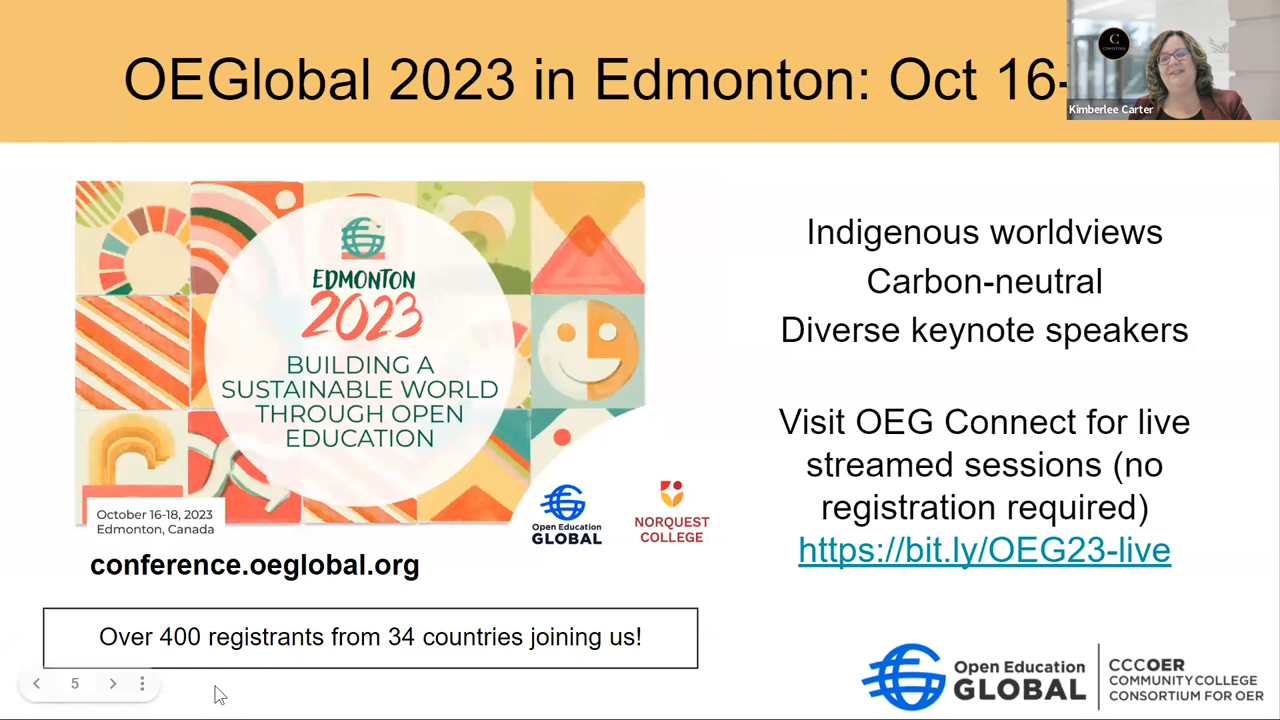 OEGlobal 2023 in Edmonton: Oct 16-
C
Kimberlee Carter
EDMONTON
2023
BUILDING A
SUSTAINABLE WORLD
THROUGH OPEN
EDUCATION
October 16-18, 2023
Edmonton, Canada
Open Education
GLOBAL
NORQUEST
COLLEGE
conference.oeglobal.org
Over 400 registrants from 34 countries joining us!
Indigenous worldviews
Carbon-neutral
Diverse keynote speakers
Visit OEG Connect for live
streamed sessions (no
registration required)
https://bit.ly/OEG23-live
5
Open Education
GLOBAL
CCCOER
COMMUNITY COLLEGE
CONSORTIUM FOR OER